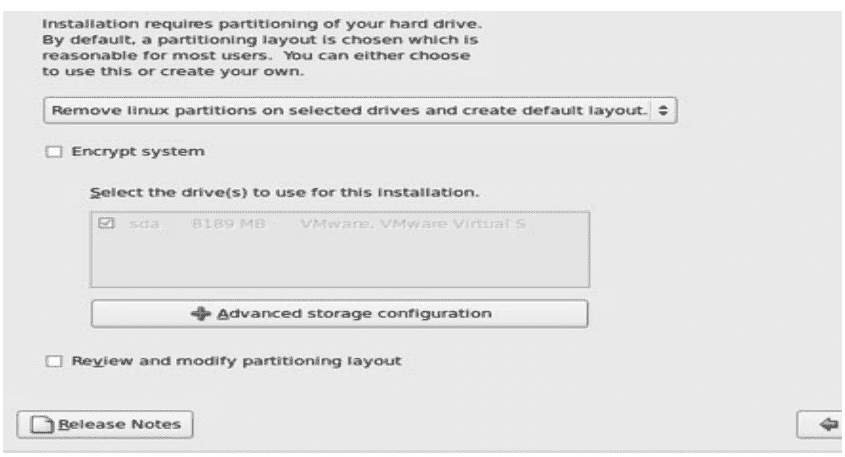 Installation requires partitioning of your hard drive.
By default, a partitioning layout is chosen which is
reasonable for most users. You can either choose
to use this or create your own.
Remove linux partitions on selected drives and create default layout.
Encrypt system
Select the drive(s) to use for this installation.
sda 8189 MB VMware, VMware Virtual S
Advanced storage configuration
Review and modify partitioning layout
Release Notes